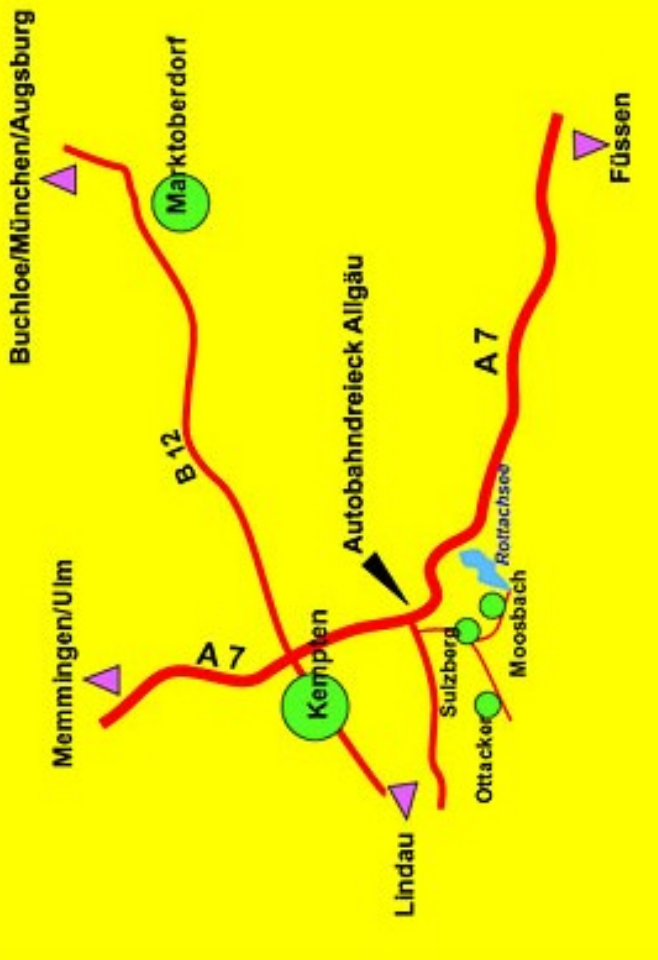 Buchloe/München/Augsburg
Memmingen/Ulm
Marktoberdorf
B 12
A 7
Kempten
Autobahndreieck Allgäu
Lindau
A 7
Sulzberg
Rottachsee
Ottacker
Moosbach
Füssen